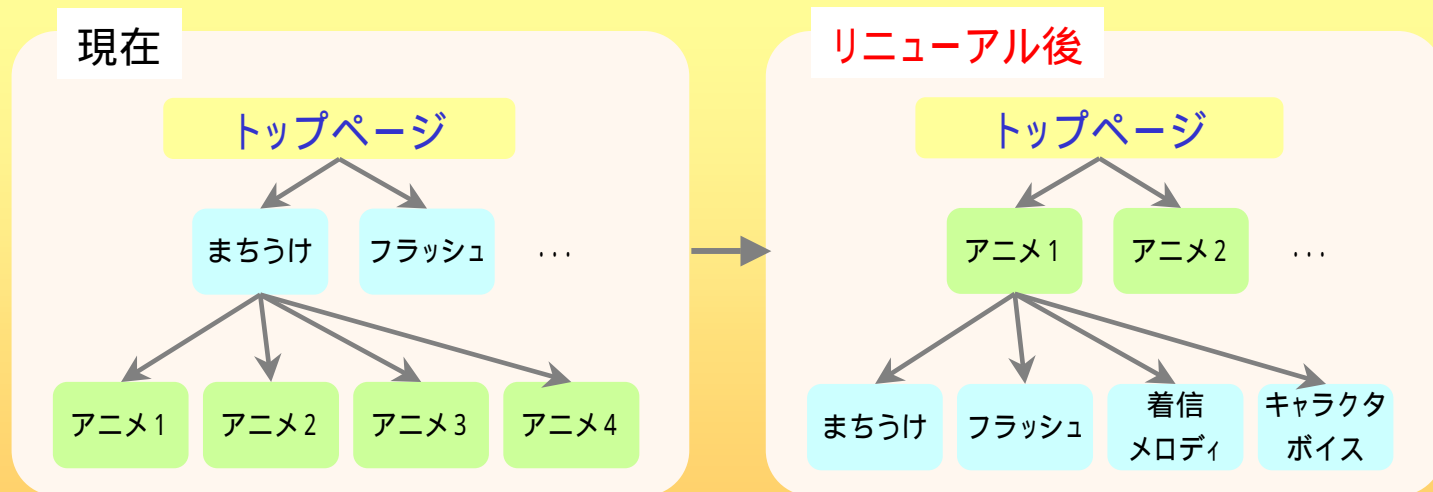 現在
トップページ
まちうけ
フラッシュ
...
アニメ1
アニメ2
アニメ3
アニメ4
リニューアル後
トップページ
アニメ1
アニメ2
...
まちうけ
フラッシュ
着信
メロディ
キャラクタ
ボイス